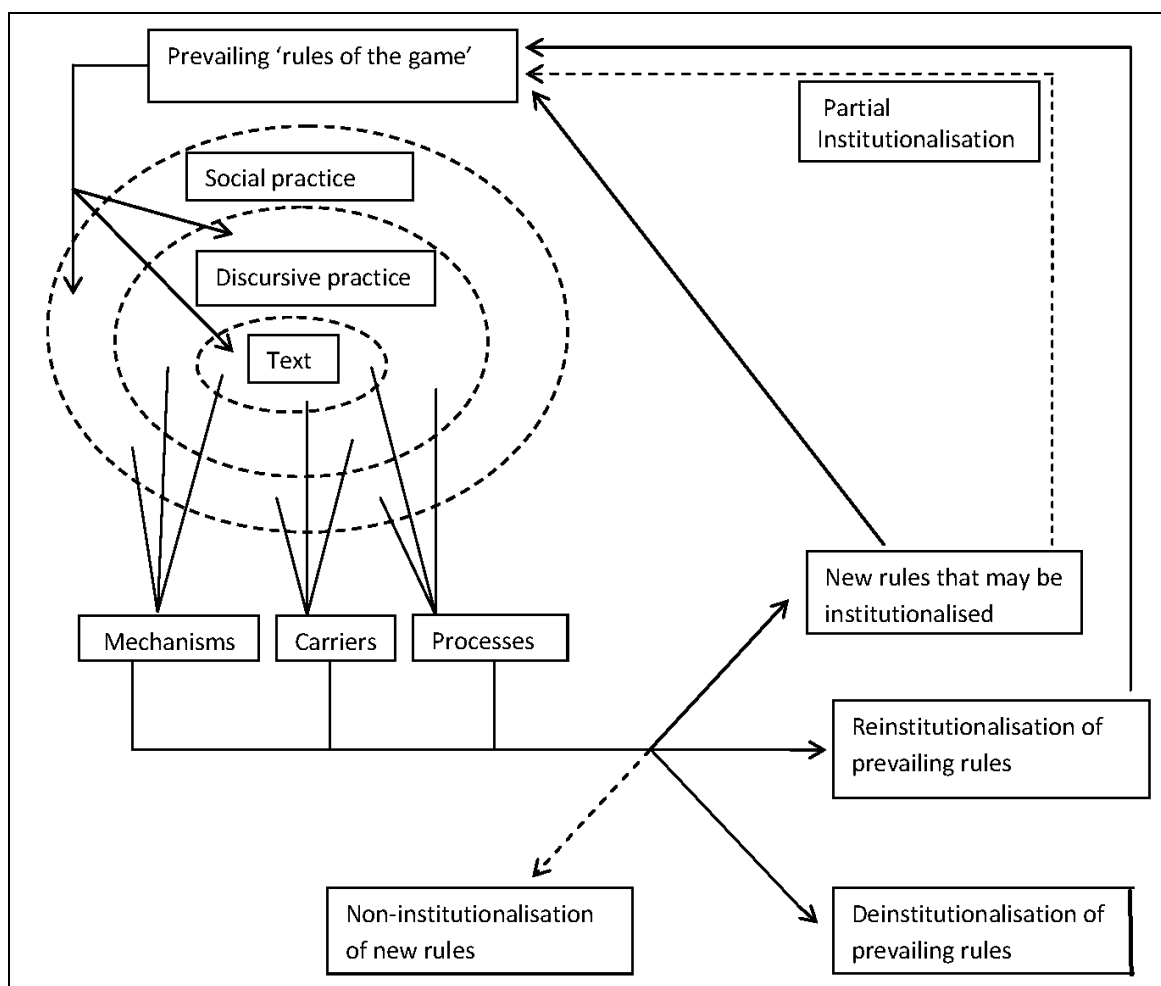 Prevailing ‘rules of the game’
Partial
Institutionalisation
Social practice
Discursive practice
Text
New rules that may be
institutionalised
Mechanisms
Carriers
Processes
Reinstitutionalisation of
prevailing rules
Non-institutionalisation
of new rules
Deinstitutionalisation of
prevailing rules